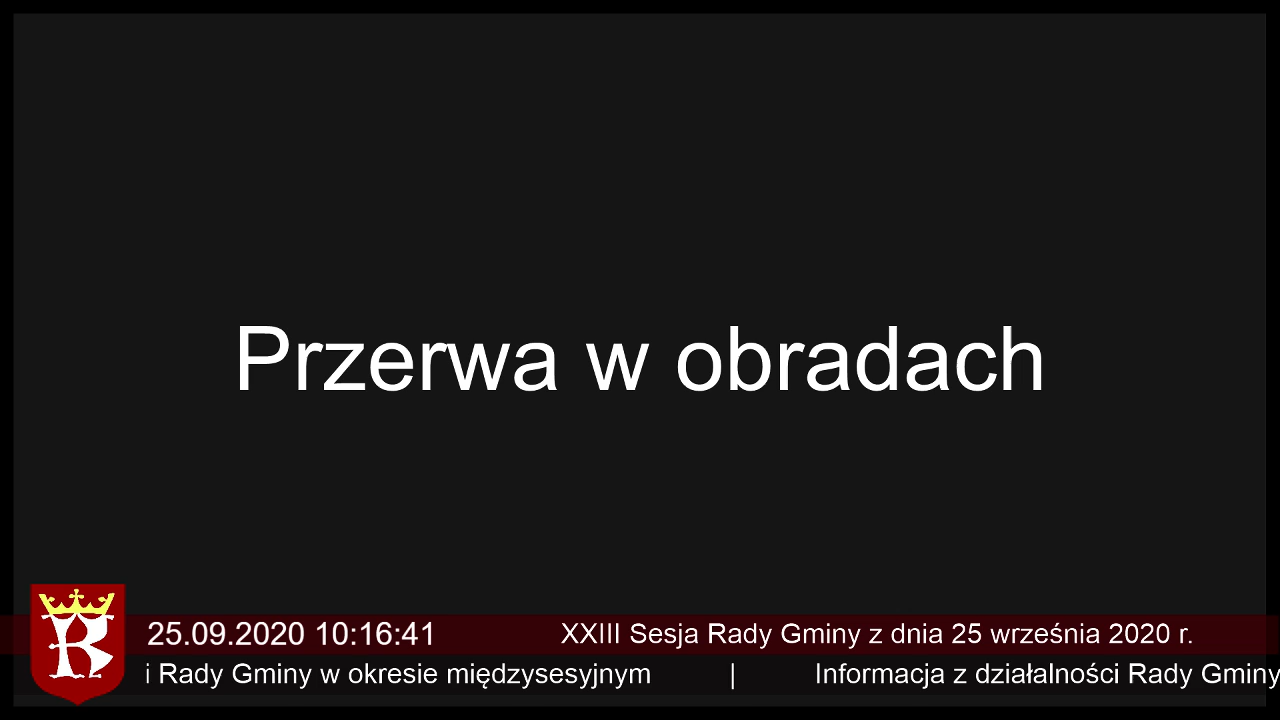 Przerwa w obradach
25.09.2020 10:16:41
XXIII Sesja Rady Gminy z dnia 25 września 2020 r.
i Rady Gminy w okresie międzysesyjnym | Informacja z działalności Rady Gminy